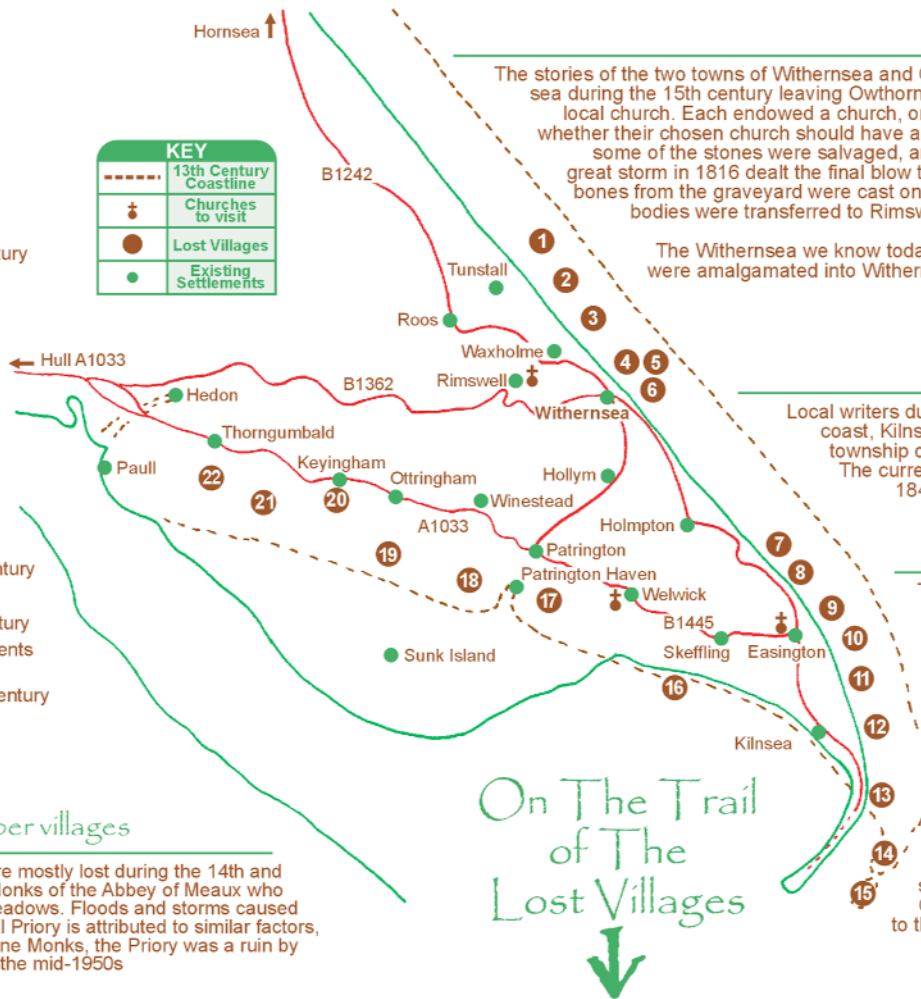 Hornsea
The stories of the two towns of Withernsea and
sea during the 15th century leaving Owthorn
local church. Each endowed a church, or
whether their chosen church should have a
some of the stones were salvaged, a
great storm in 1816 dealt the final blow t
bones from the graveyard were cast on
bodies were transferred to Rimsw
The Withernsea we know toda
were amalgamated into Wither
KEY
13th Century
Coastline
Churches
to visit
Lost Villages
Existing
Settlements
B1242
tury
1
Tunstall
2
3
Roos
Waxholme
4 5
Hull A1033
Rimswell
6
B1362
Hedon
Withernsea
Local writers du
coast, Kilns
township o
The curre
184
Thorngumbald
Keyingham
Paull
22
Ottringham
Hollym
21
20
Winestead
A1033
Holmpton
19
Patrington
7
18
Patrington Haven
8
17
Welwick
9
ntury
B1445
10
tury
Skeffling
Easington
ents
Sunk Island
11
16
entury
12
Kilnsea
13
On The Trail
of The
Lost Villages
14
15
to th
ber villages
re mostly lost during the 14th and
Monks of the Abbey of Meaux who
eadows. Floods and storms caused
l Priory is attributed to similar factors,
ne Monks, the Priory was a ruin by
the mid-1950s